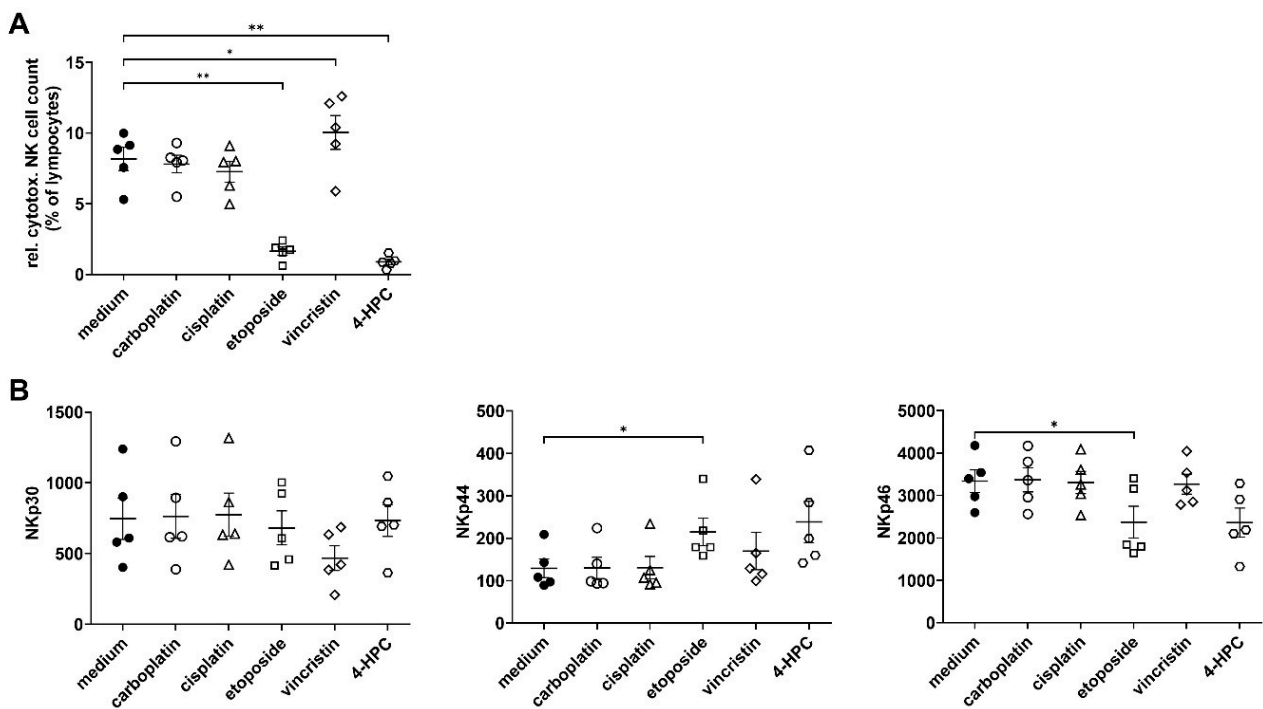 A
**
*
**
rel. cytotox. NK cell count
(% of lympocytes)
15
10
5
0
medium
carboplatin
cisplatin
etoposide
vincristin
4-HPC
B
NKp30
1500
1000
500
0
medium
carboplatin
cisplatin
etoposide
vincristin
4-HPC
NKp44
500
400
300
200
100
0
*
medium
carboplatin
cisplatin
etoposide
vincristin
4-HPC
NKp46
5000
4000
3000
2000
1000
0
*
medium
carboplatin
cisplatin
etoposide
vincristin
4-HPC